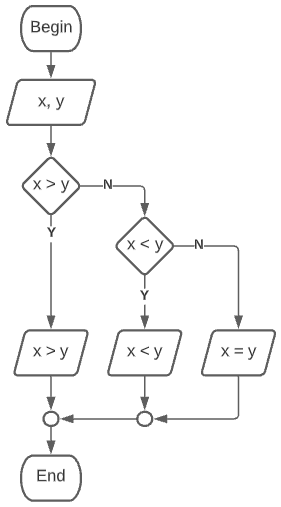 Begin
x, y
x > y
N
x < y
N
Y
Y
x > y
x < y
x = y
End